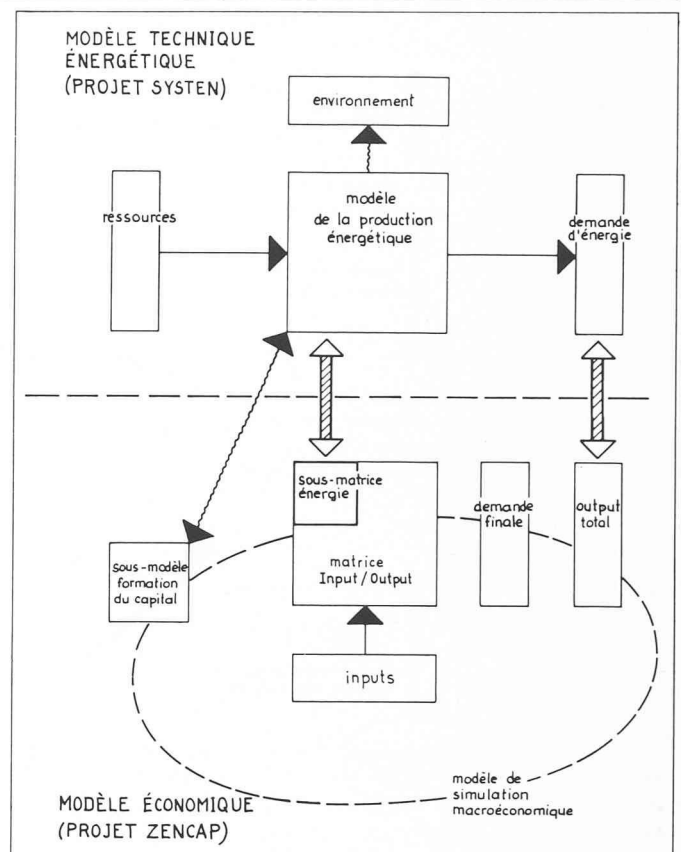 MODÈLE TECHNIQUE
ÉNERGÉTIQUE
(PROJET SYSTEN)
environnement
ressources
modèle
de la production
énergétique
demande
d'énergie
sous-matrice
énergie
matrice
Input / Output
demande
finale
output
total
sous-modèle
formation
du capital
inputs
modèle de
simulation
macroéconomique
MODÈLE ÉCONOMIQUE
(PROJET ZENCAP)